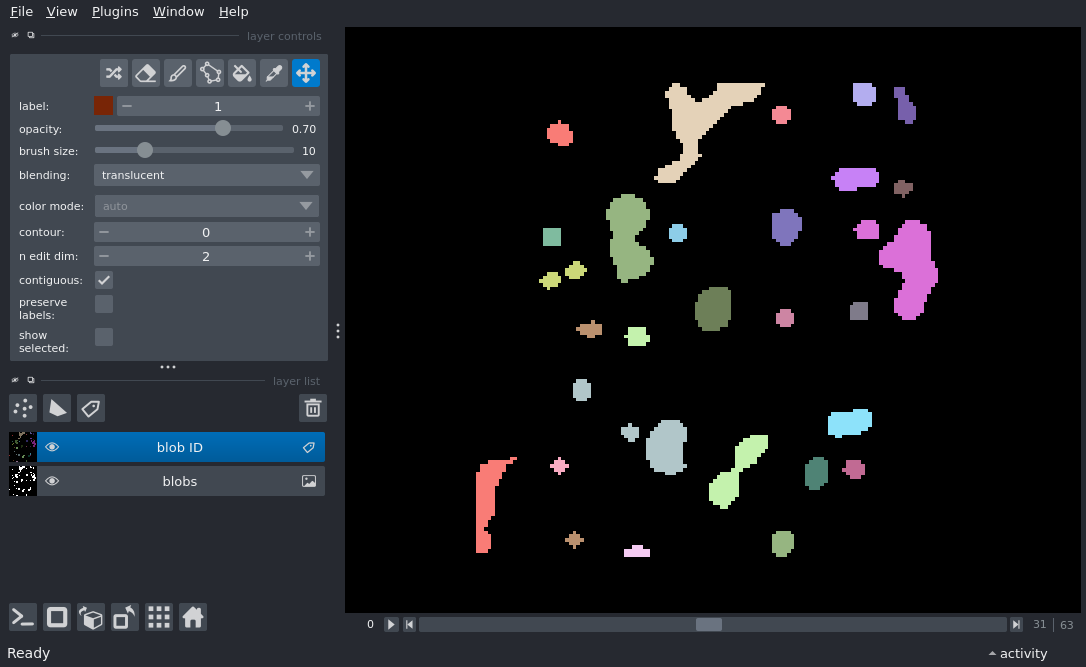 File View Plugins Window Help
layer controls
label: 1
opacity: 0.70
brush size: 10
blending: translucent
color mode: auto
contour: 0
n edit dim: 2
contiguous:
preserve
labels:
show
selected:
layer list
blob ID
blobs
0 31 63
Ready activity